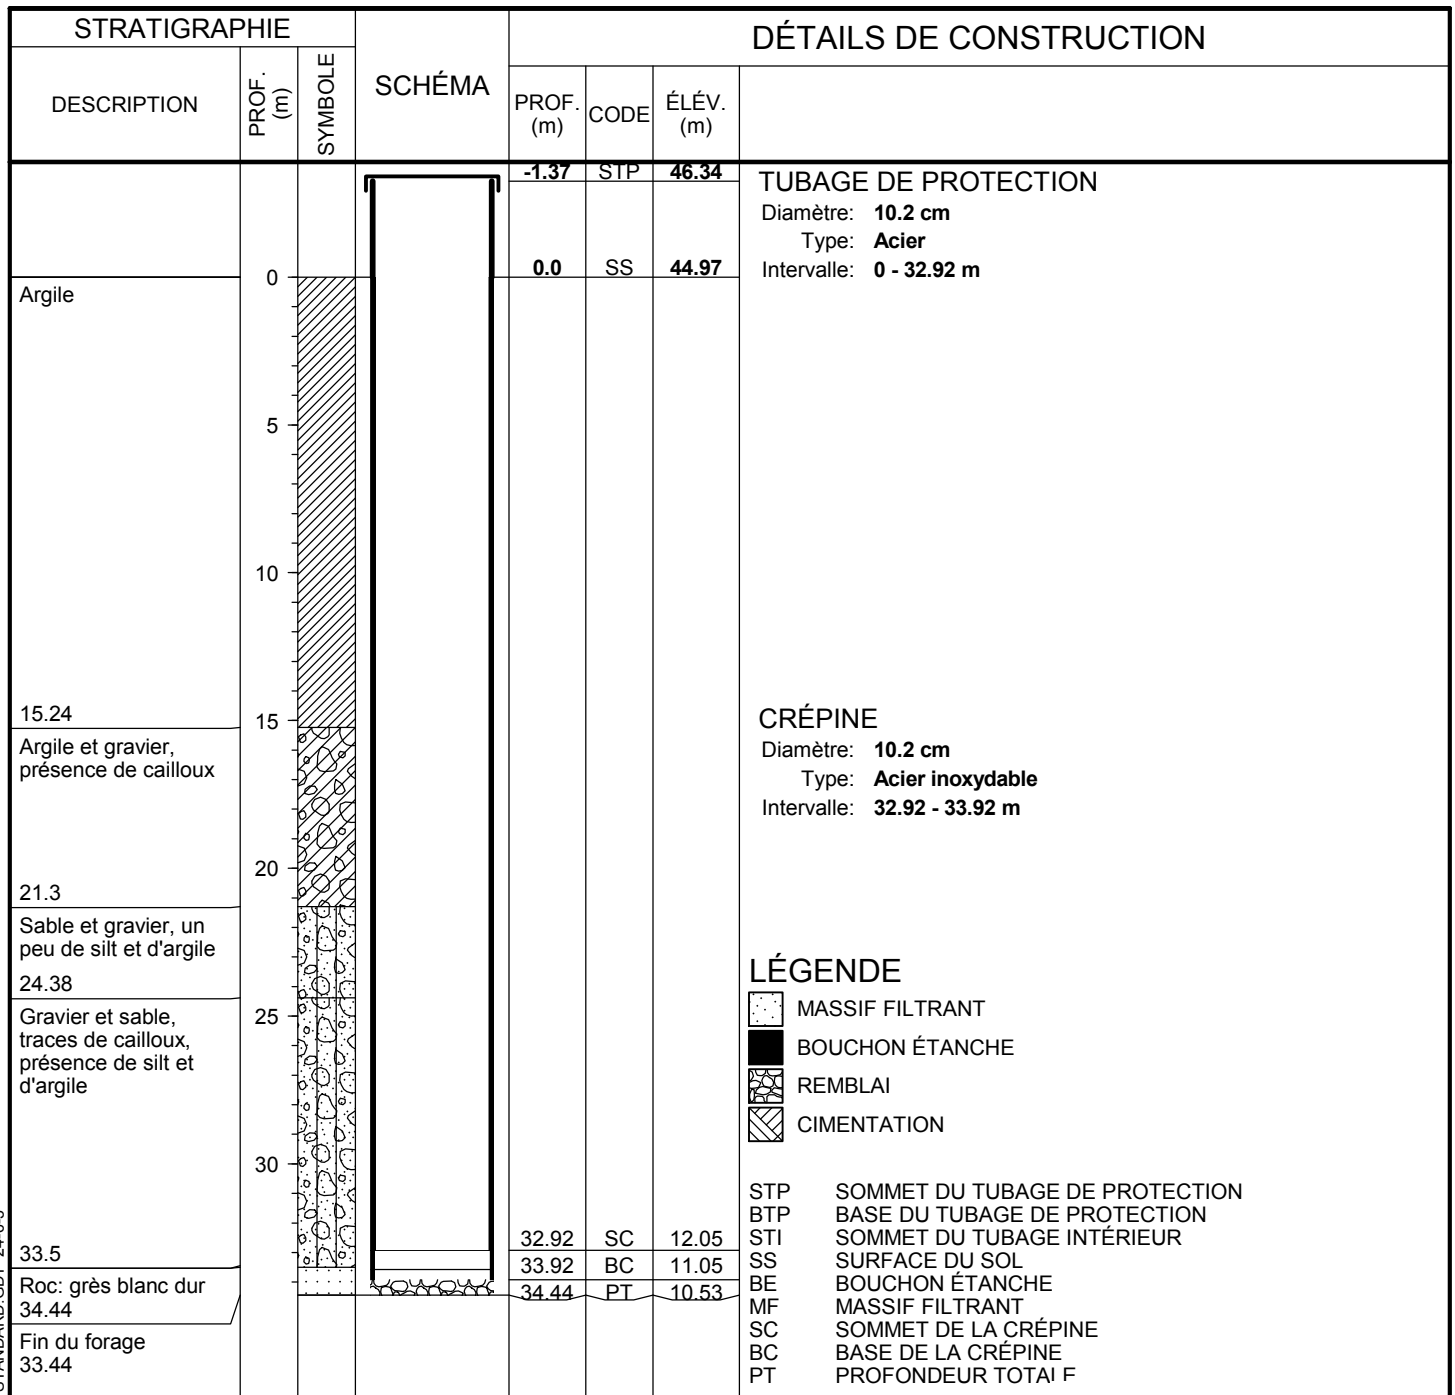 STRATIGRAPHIE
DESCRIPTION
PROF.
(m)
SYMBOLE
SCHÉMA
DÉTAILS DE CONSTRUCTION
PROF.
(m)
CODE
ÉLÉV.
(m)
-1.37 STP 46.34
0.0 SS 44.97
TUBAGE DE PROTECTION
Diamètre: 10.2 cm
Type: Acier
Intervalle: 0 - 32.92 m
0
Argile
5
10
15.24
15
Argile et gravier,
présence de cailloux
20
21.3
Sable et gravier, un
peu de silt et d'argile
24.38
Gravier et sable,
traces de cailloux,
présence de silt et
d'argile
25
30
33.5
Roc: grès blanc dur
34.44
Fin du forage
33.44
32.92 SC 12.05
33.92 BC 11.05
34.44 PT 10.53
CRÉPINE
Diamètre: 10.2 cm
Type: Acier inoxydable
Intervalle: 32.92 - 33.92 m
LÉGENDE
MASSIF FILTRANT
BOUCHON ÉTANCHE
REMBLAI
CIMENTATION
STP SOMMET DU TUBAGE DE PROTECTION
BTP BASE DU TUBAGE DE PROTECTION
STI SOMMET DU TUBAGE INTÉRIEUR
SS SURFACE DU SOL
BE BOUCHON ÉTANCHE
MF MASSIF FILTRANT
SC SOMMET DE LA CRÉPINE
BC BASE DE LA CRÉPINE
PT PROFONDEUR TOTALE